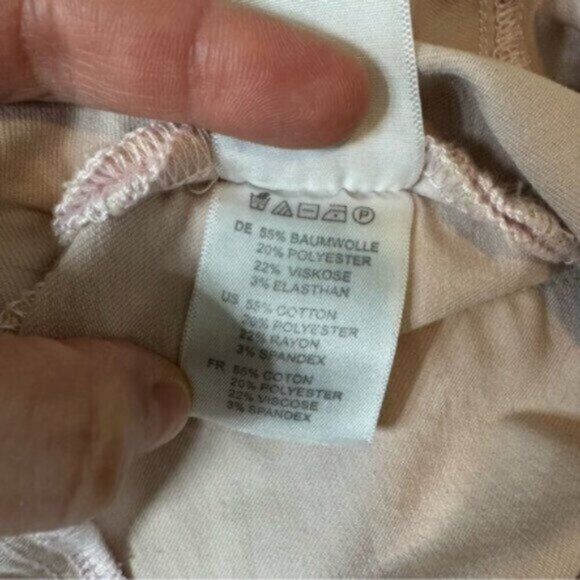 DE 55% BAUMWOLLE
20% POLYESTER
22% VISKOSE
3% ELASTHAN
US 55% COTTON
20% POLYESTER
22% RAYON
3% SPANDEX
FR 55% COTON
20% POLYESTER
22% VISCOSE
3% SPANDEX